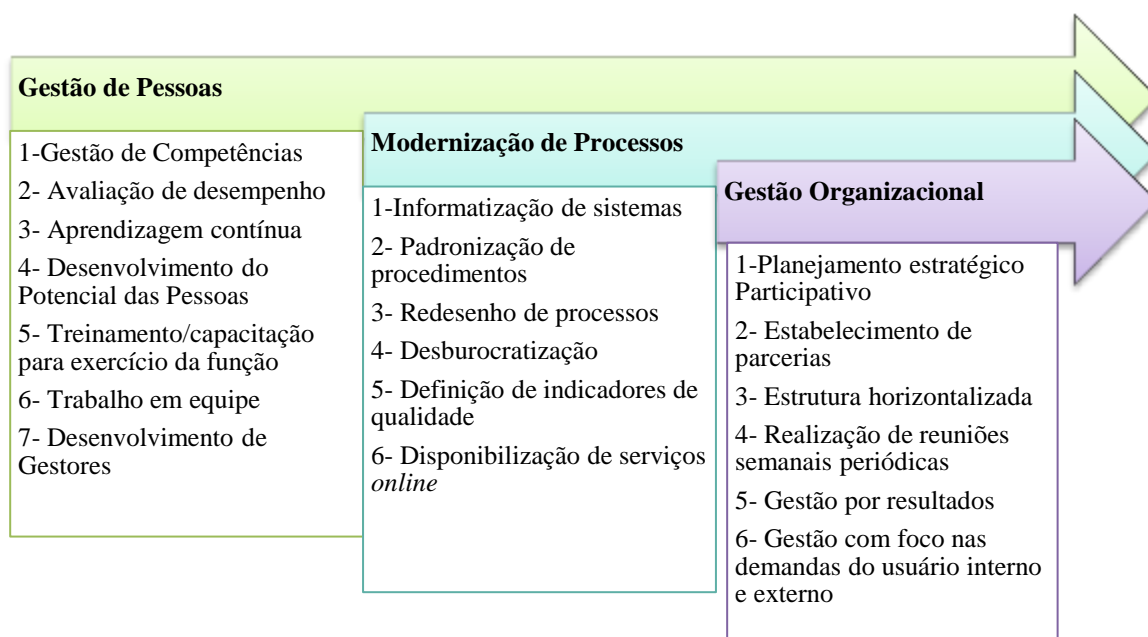 Gestão de Pessoas
1-Gestão de Competências
2- Avaliação de desempenho
3- Aprendizagem contínua
4- Desenvolvimento do
Potencial das Pessoas
5- Treinamento/capacitação
para exercício da função
6- Trabalho em equipe
7- Desenvolvimento de
Gestores
Modernização de Processos
1-Informatização de sistemas
2- Padronização de
procedimentos
3- Redesenho de processos
4- Desburocratização
5- Definição de indicadores de
qualidade
6- Disponibilização de serviços
online
Gestão Organizacional
1-Planejamento estratégico
Participativo
2- Estabelecimento de
parcerias
3- Estrutura horizontalizada
4- Realização de reuniões
semanais periódicas
5- Gestão por resultados
6- Gestão com foco nas
demandas do usuário interno
e externo